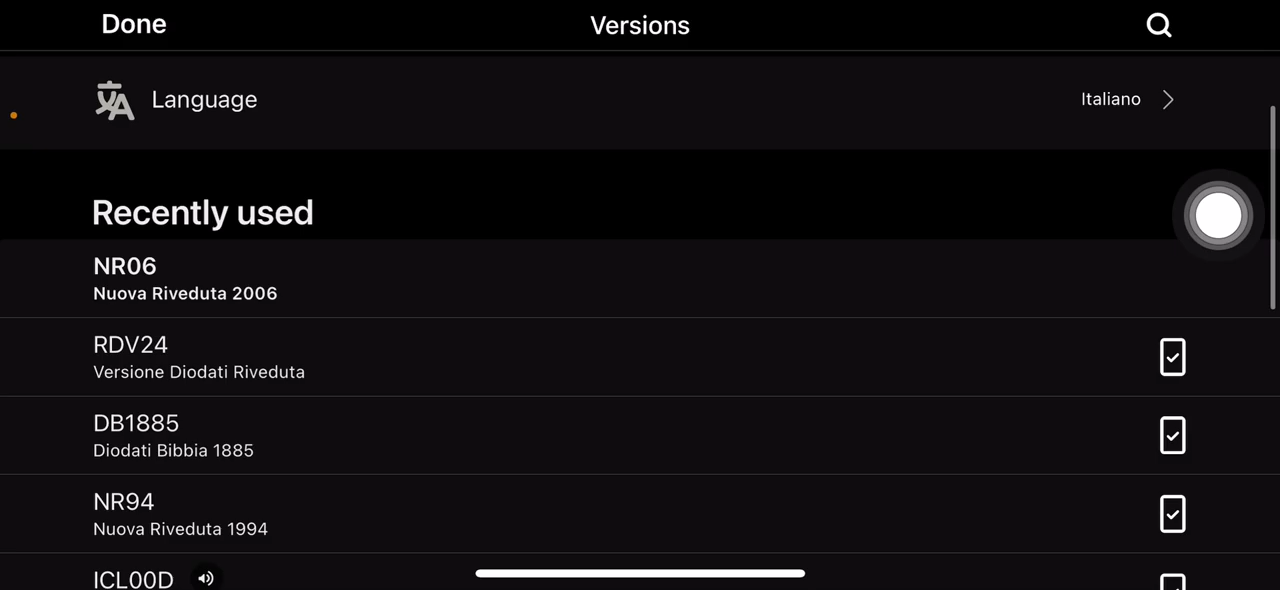 Done
Versions
Language
Italiano
Recently used
NR06
Nuova Riveduta 2006
RDV24
Versione Diodati Riveduta
DB1885
Diodati Bibbia 1885
NR94
Nuova Riveduta 1994
ICL00D